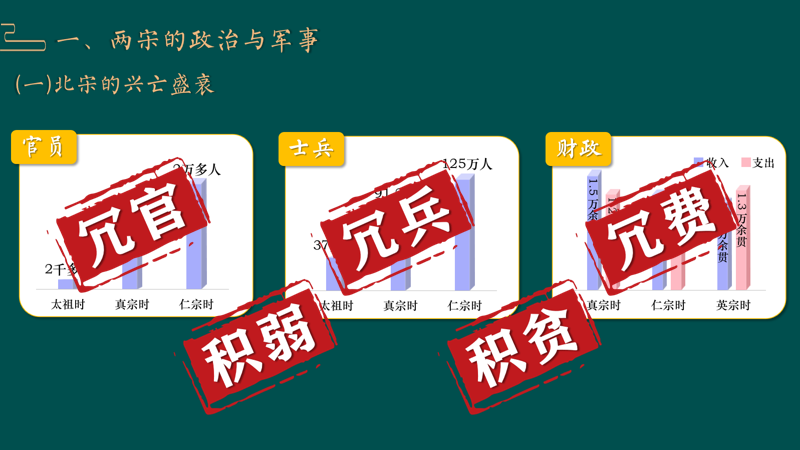 一、两宋的政治与军事
(一)北宋的兴亡盛衰
官员
2千多
2万多人
太祖时 真宗时 仁宗时
冗官
士兵
37
91
125万人
太祖时 真宗时 仁宗时
冗兵
财政
收入 支出
1.5万余
1.3万余贯
余贯
真宗时 仁宗时 英宗时
冗费
积弱
积贫